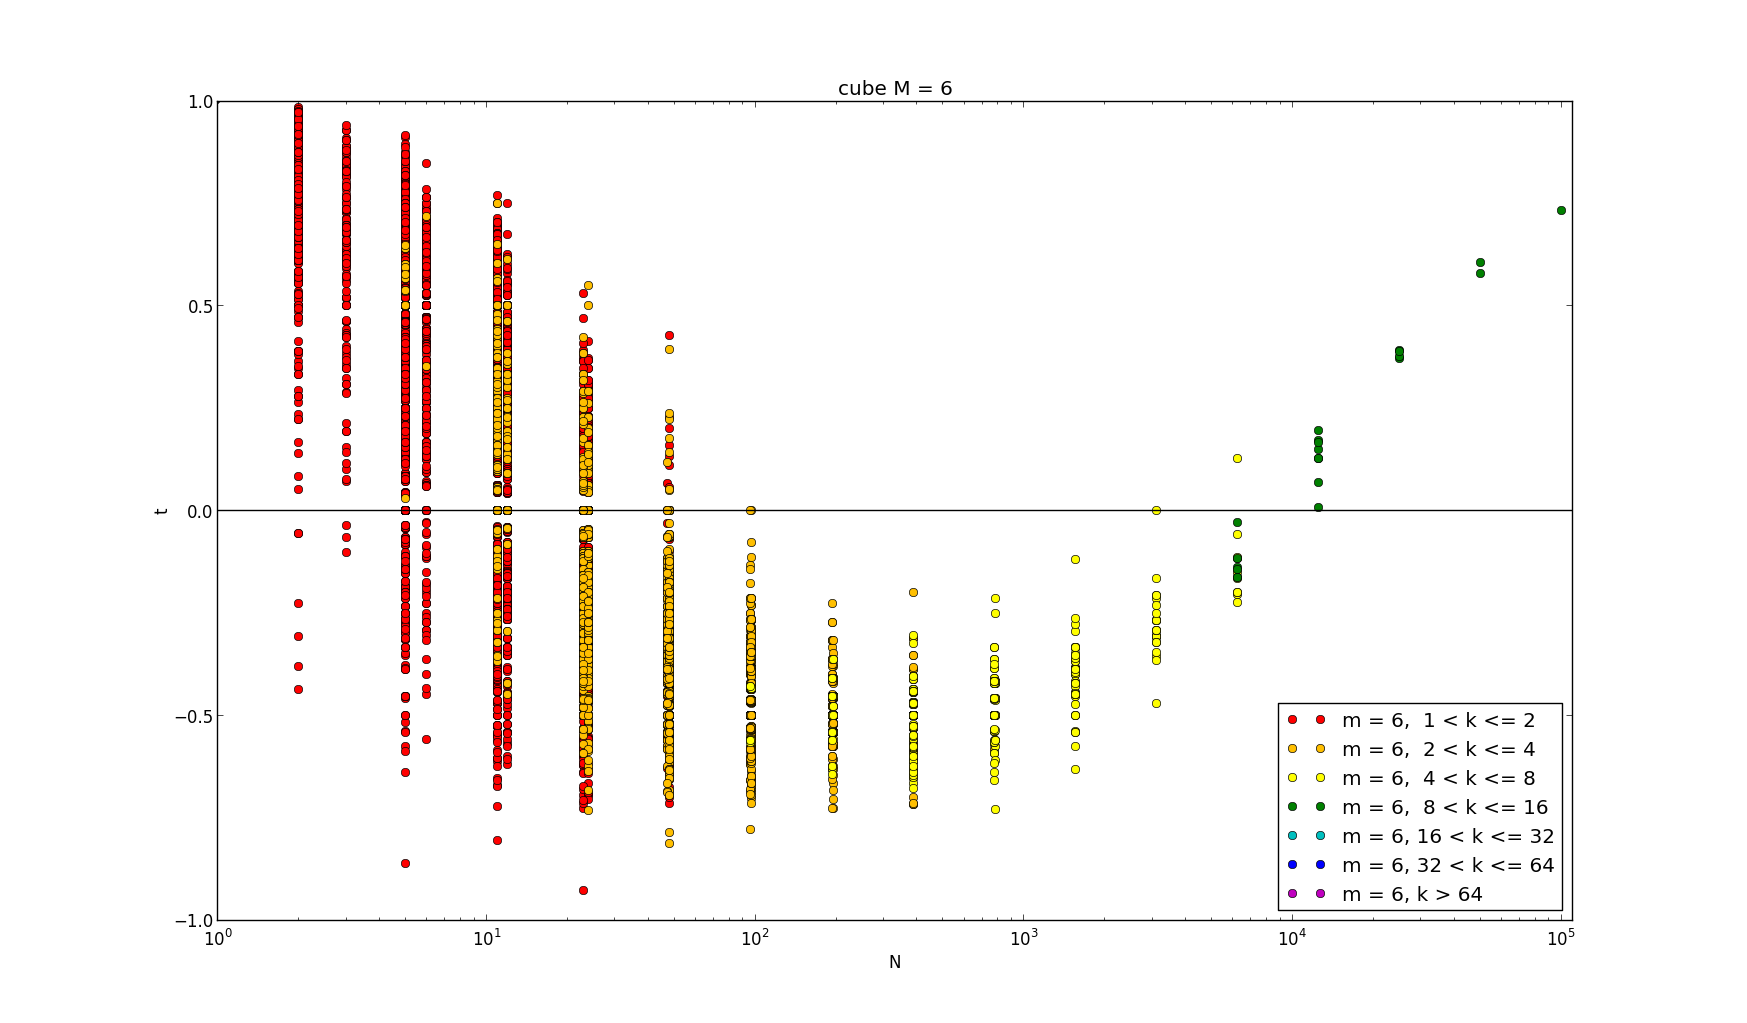 cube M = 6
1.0
0.5
0.0
−0.5
−1.0
t
10^0 10^1 10^2 10^3 10^4 10^5
N
m = 6,  1 < k <= 2
m = 6,  2 < k <= 4
m = 6,  4 < k <= 8
m = 6,  8 < k <= 16
m = 6, 16 < k <= 32
m = 6, 32 < k <= 64
m = 6, k > 64